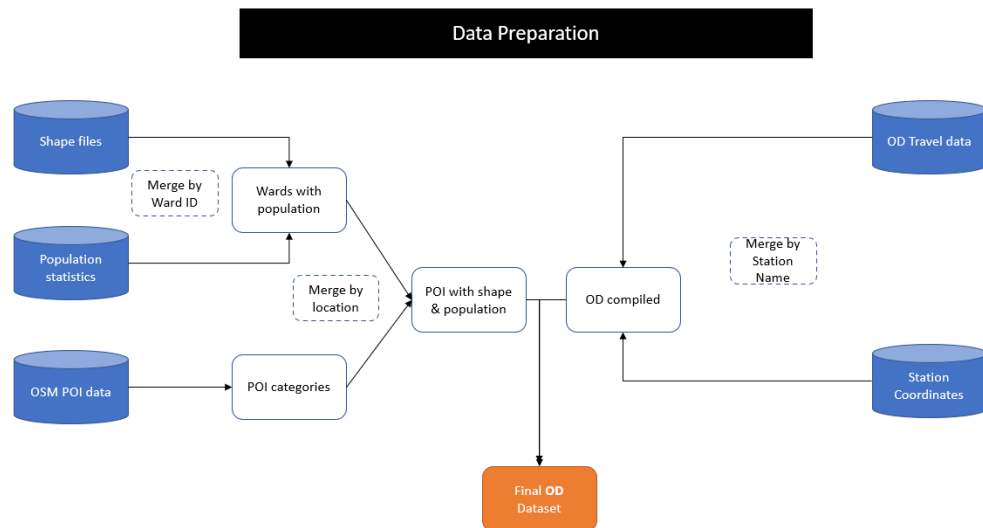 Data Preparation
Shape files
OD Travel data
Merge by
Ward ID
Wards with
population
Population
statistics
Merge by
Station
Name
Merge by
location
POI with shape
& population
OD compiled
OSM POI data
POI categories
Station
Coordinates
Final OD
Dataset